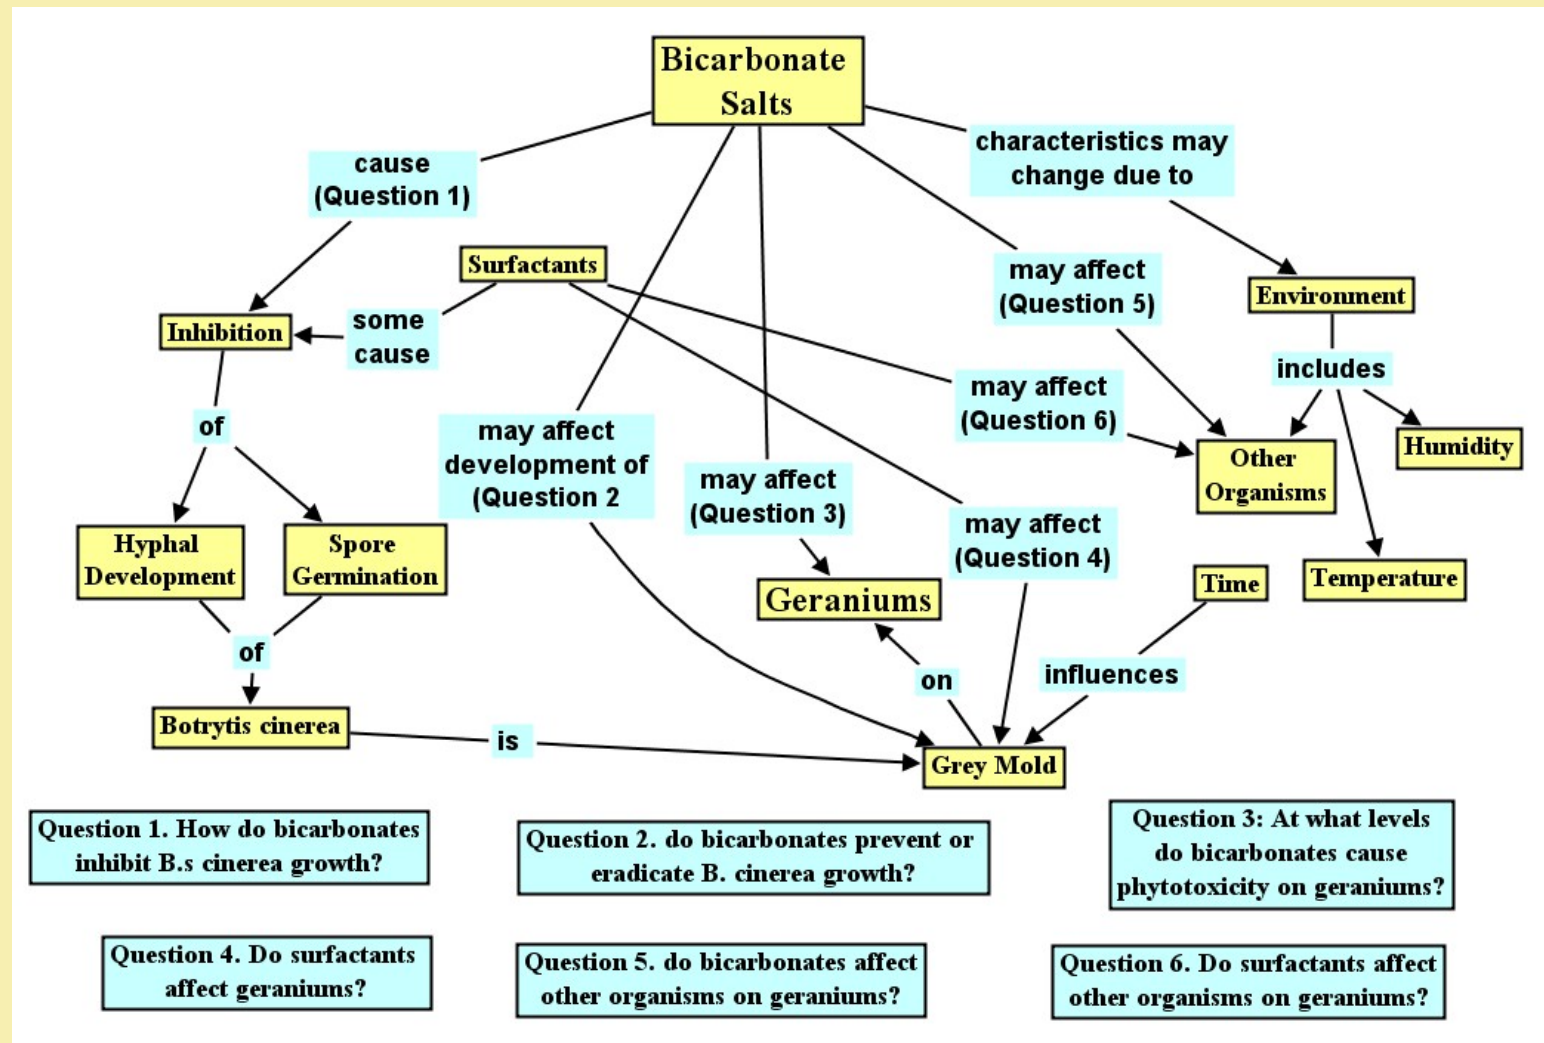 Bicarbonate
Salts
characteristics may
change due to
cause
(Question 1)
Surfactants
may affect
(Question 5)
Environment
Inhibition
some
cause
includes
may affect
(Question 6)
of
may affect
development of
(Question 2
Humidity
Other
Organisms
may affect
(Question 3)
may affect
(Question 4)
Hyphal
Development
Spore
Germination
Geraniums
Time
Temperature
of
on
influences
Botrytis cinerea
is
Grey Mold
Question 1. How do bicarbonates
inhibit B.s cinerea growth?
Question 2. do bicarbonates prevent or
eradicate B. cinerea growth?
Question 3: At what levels
do bicarbonates cause
phytotoxicity on geraniums?
Question 4. Do surfactants
affect geraniums?
Question 5. do bicarbonates affect
other organisms on geraniums?
Question 6. Do surfactants affect
other organisms on geraniums?